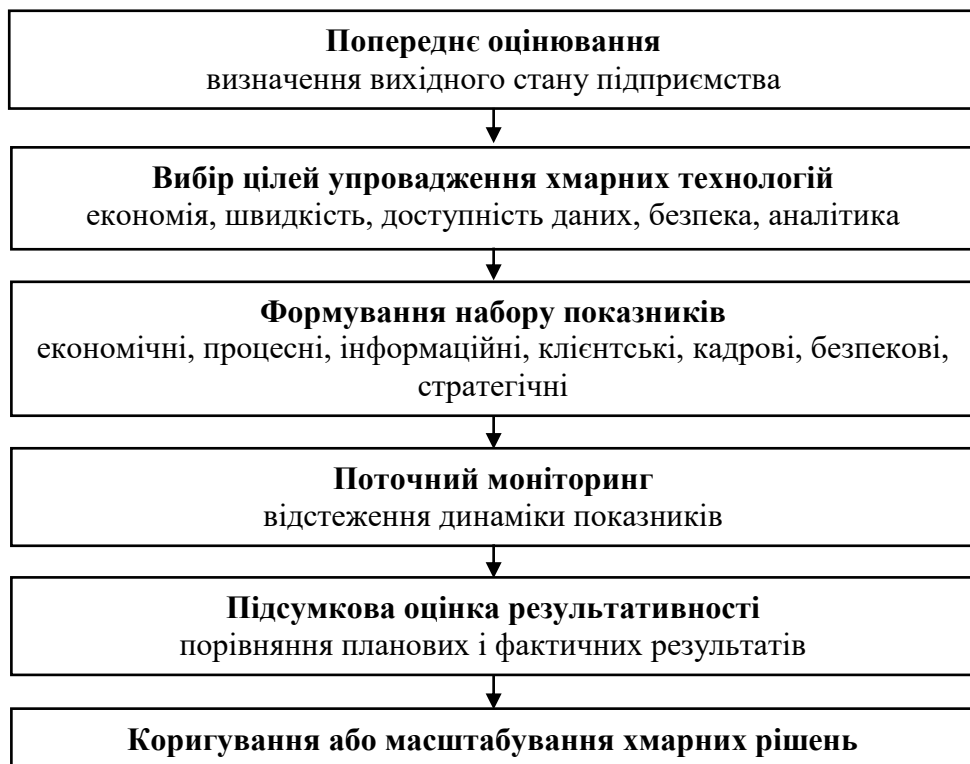 Попереднє оцінювання
визначення вихідного стану підприємства
Вибір цілей упровадження хмарних технологій
економія, швидкість, доступність даних, безпека, аналітика
Формування набору показників
економічні, процесні, інформаційні, клієнтські, кадрові, безпекові,
стратегічні
Поточний моніторинг
відстеження динаміки показників
Підсумкова оцінка результативності
порівняння планових і фактичних результатів
Коригування або масштабування хмарних рішень